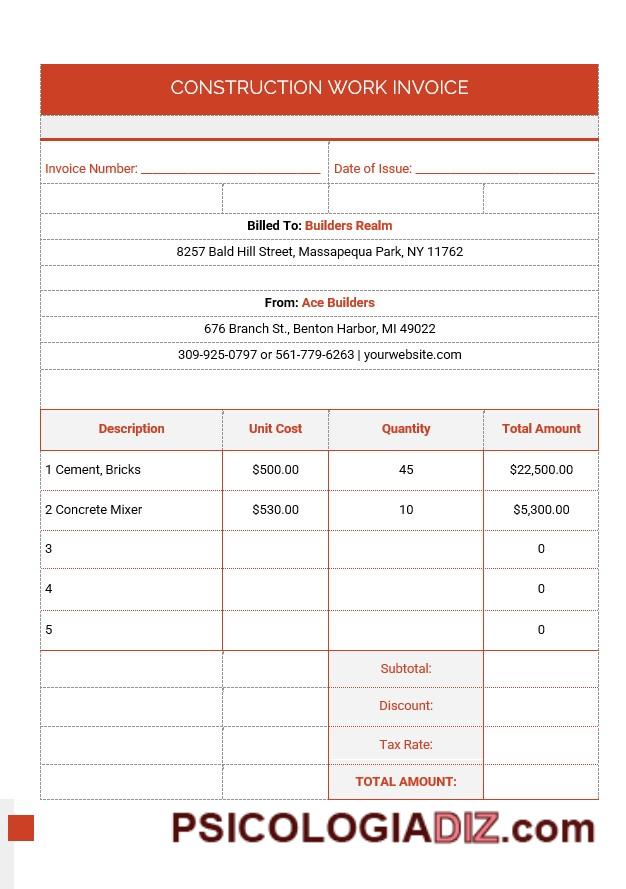 CONSTRUCTION WORK INVOICE
Invoice Number: ____________________________ Date of Issue: ____________________________
Billed To: Builders Realm
8257 Bald Hill Street, Massapequa Park, NY 11762
From: Ace Builders
676 Branch St., Benton Harbor, MI 49022
309-925-0797 or 561-779-6263 | yourwebsite.com
Description Unit Cost Quantity Total Amount
1 Cement, Bricks $500.00 45 $22,500.00
2 Concrete Mixer $530.00 10 $5,300.00
3 0
4 0
5 0
Subtotal:
Discount:
Tax Rate:
TOTAL AMOUNT:
PSICOLOGIADIZ.com